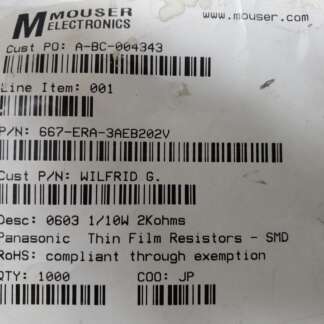 MOUSER
ELECTRONICS
www.mouser.com
Cust PO: A-BC-004343
Line Item: 001
P/N: 667-ERA-3AEB202V
Cust P/N: WILFRID G.
Desc: 0603 1/10W 2Kohms
Panasonic Thin Film Resistors - SMD
RoHS: compliant through exemption
QTY: 1000 COO: JP